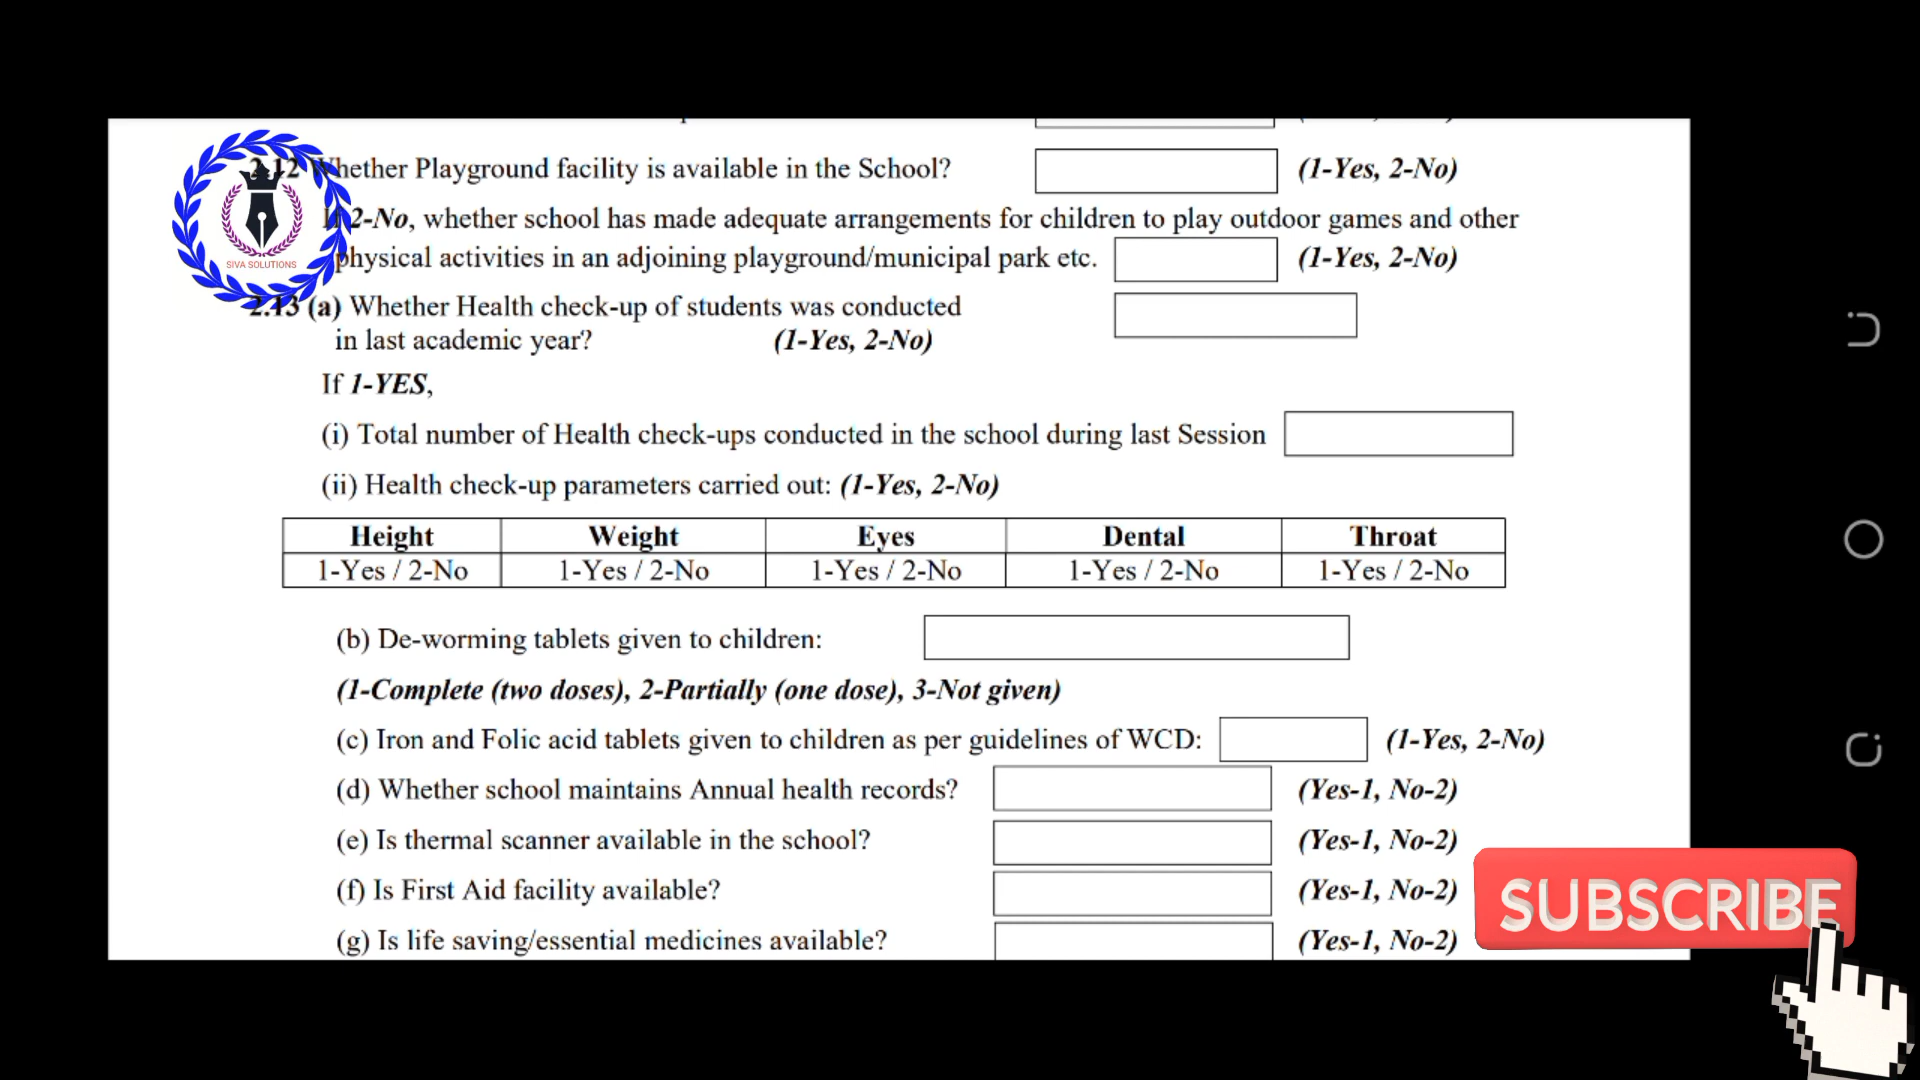 2.12 Whether Playground facility is available in the School? (1-Yes, 2-No)
If 2-No, whether school has made adequate arrangements for children to play outdoor games and other
physical activities in an adjoining playground/municipal park etc. (1-Yes, 2-No)
SIVA SOLUTIONS
2.13 (a) Whether Health check-up of students was conducted
in last academic year? (1-Yes, 2-No)
If 1-YES,
(i) Total number of Health check-ups conducted in the school during last Session
(ii) Health check-up parameters carried out: (1-Yes, 2-No)
Height Weight Eyes Dental Throat
1-Yes / 2-No 1-Yes / 2-No 1-Yes / 2-No 1-Yes / 2-No 1-Yes / 2-No
(b) De-worming tablets given to children:
(1-Complete (two doses), 2-Partially (one dose), 3-Not given)
(c) Iron and Folic acid tablets given to children as per guidelines of WCD: (1-Yes, 2-No)
(d) Whether school maintains Annual health records? (Yes-1, No-2)
(e) Is thermal scanner available in the school? (Yes-1, No-2)
(f) Is First Aid facility available? (Yes-1, No-2)
(g) Is life saving/essential medicines available? (Yes-1, No-2)
SUBSCRIBE